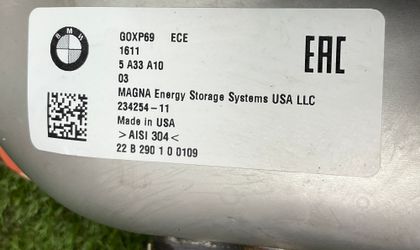 BMW
GOXP69 ECE
1611
5 A33 A10
03
MAGNA Energy Storage Systems USA LLC
234254-11
Made in USA
>AISI 304<
22 B 290 1 0 0109
EAC